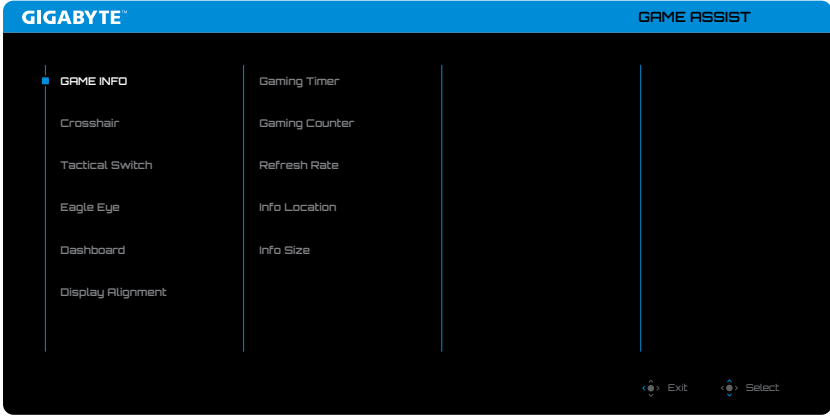 GIGABYTE™
GAME ASSIST
GAME INFO
Crosshair
Tactical Switch
Eagle Eye
Dashboard
Display Alignment
Gaming Timer
Gaming Counter
Refresh Rate
Info Location
Info Size
Exit
Select